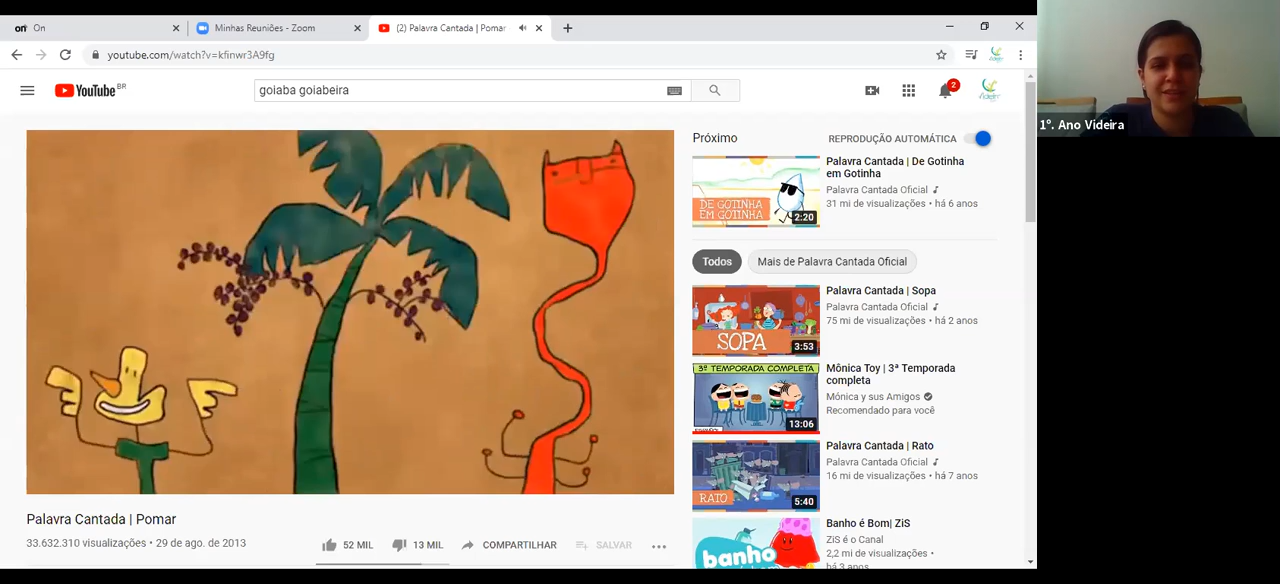 on On
Minhas Reuniões - Zoom
(2) Palavra Cantada | Pomar
youtube.com/watch?v=kfinwr3A9fg
YouTube BR
goiaba goiabeira
2
1º. Ano Videira
Próximo
REPRODUÇÃO AUTOMÁTICA
DE GOTINHA
EM GOTINHA
2:20
Palavra Cantada | De Gotinha
em Gotinha
Palavra Cantada Oficial
31 mi de visualizações • há 6 anos
Todos
Mais de Palavra Cantada Oficial
SOPA
3:53
Palavra Cantada | Sopa
Palavra Cantada Oficial
75 mi de visualizações • há 2 anos
3ª TEMPORADA COMPLETA
13:06
Mônica Toy | 3ª Temporada
completa
Mónica y sus Amigos
Recomendado para você
RATO
5:40
Palavra Cantada | Rato
Palavra Cantada Oficial
16 mi de visualizações • há 7 anos
banho
Banho é Bom| ZiS
ZiS é o Canal
2,2 mi de visualizações •
há 3 anos
Palavra Cantada | Pomar
33.632.310 visualizações • 29 de ago. de 2013
52 MIL
13 MIL
COMPARTILHAR
SALVAR